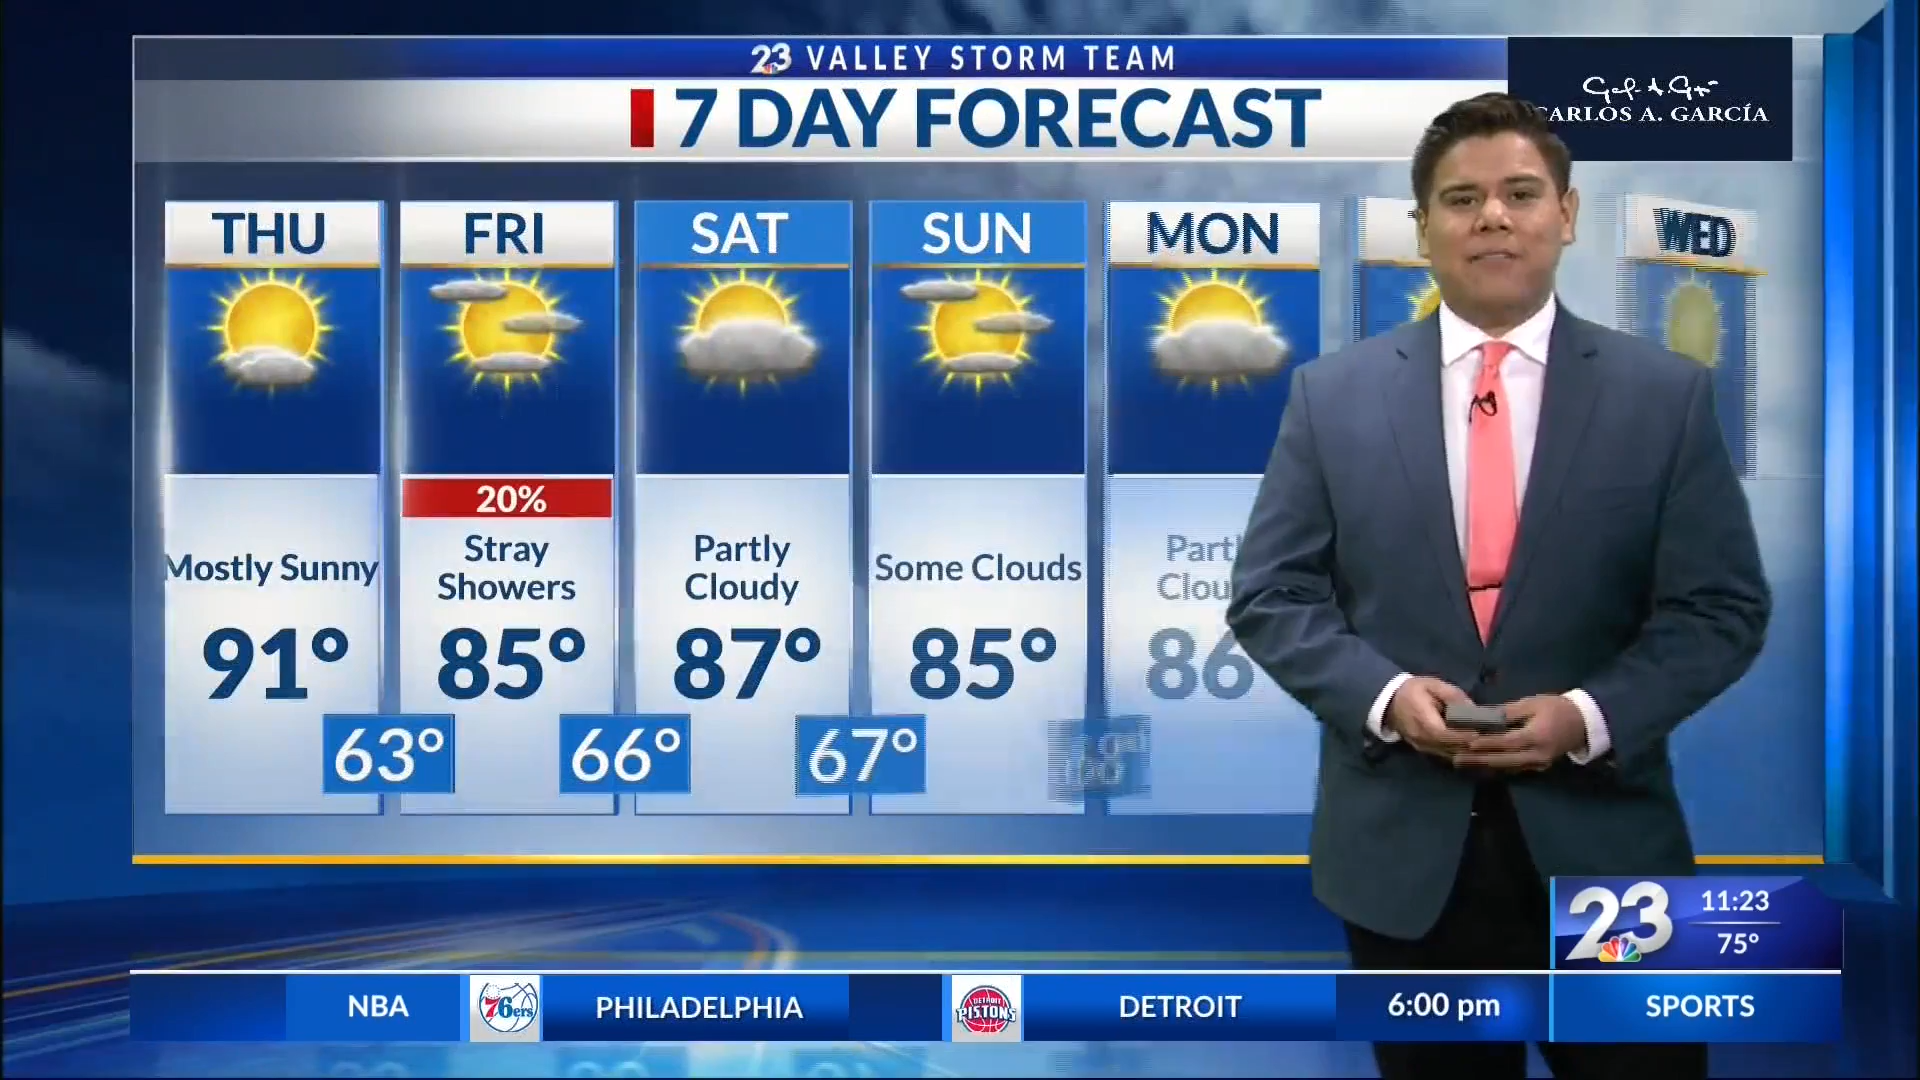 23 VALLEY STORM TEAM
7 DAY FORECAST
CARLOS A. GARCÍA
THU
FRI
SAT
SUN
MON
WED
20%
Mostly Sunny
Stray
Showers
Partly
Cloudy
Some Clouds
91°
85°
87°
85°
86
63°
66°
67°
23
11:23
75°
NBA
76ers
PHILADELPHIA
DETROIT
PISTONS
DETROIT
6:00 pm
SPORTS